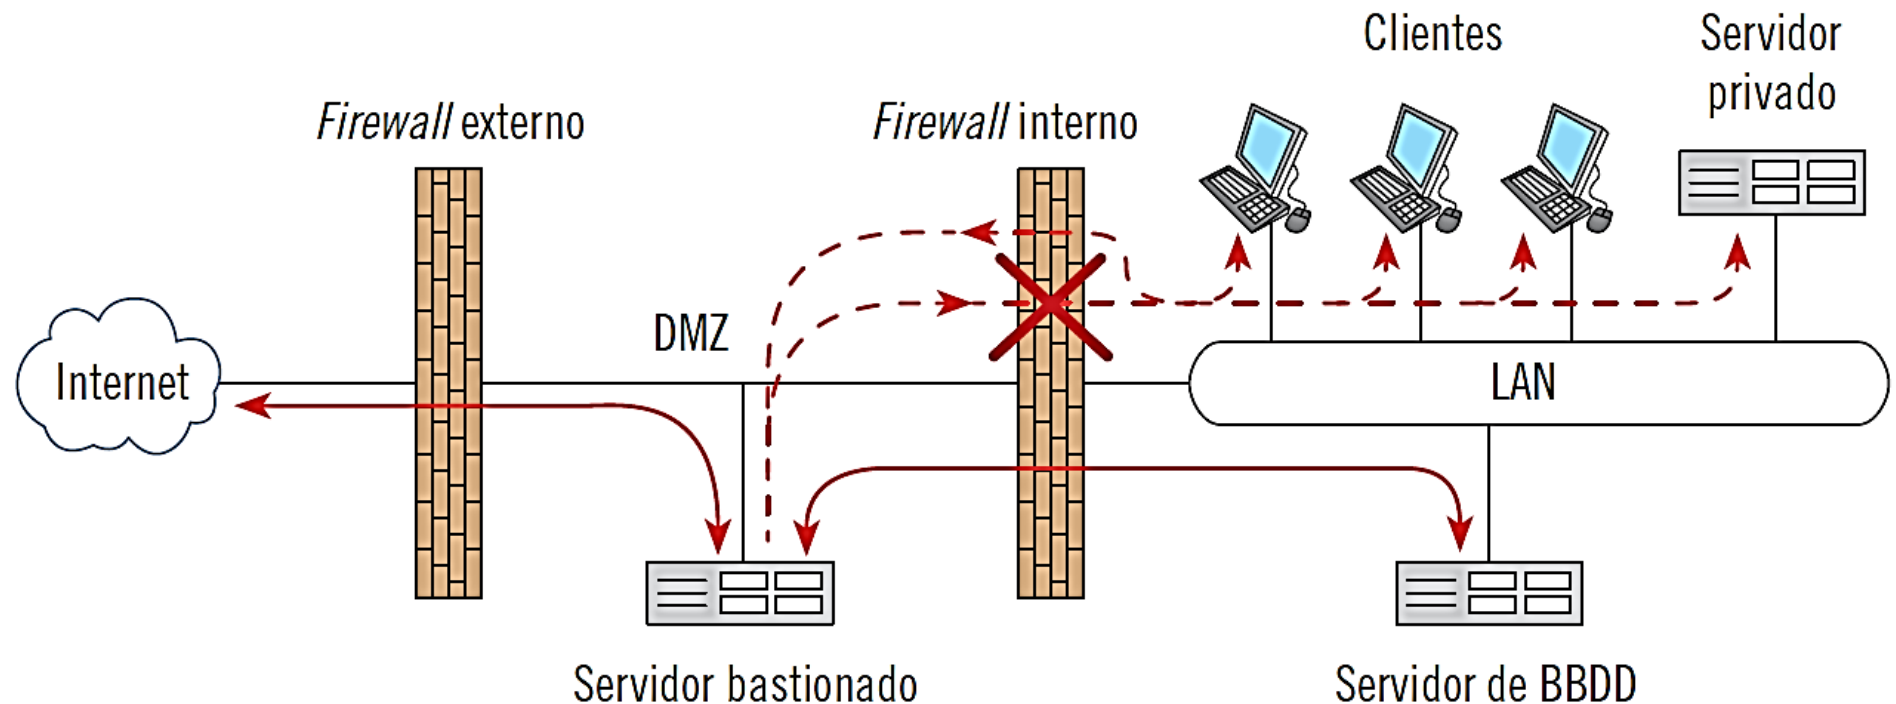 Clientes
Servidor
privado
Firewall externo
Firewall interno
DMZ
Internet
LAN
Servidor bastionado
Servidor de BBDD